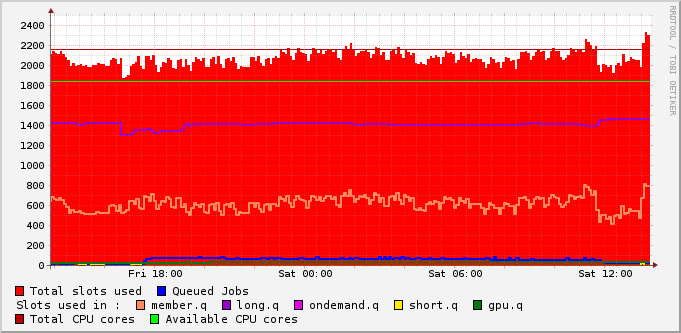 2400
2200
2000
1800
1600
1400
1200
1000
800
600
400
200
0
Fri 18:00 Sat 00:00 Sat 06:00 Sat 12:00
Total slots used Queued Jobs
Slots used in : member.q long.q ondemand.q short.q gpu.q
Total CPU cores Available CPU cores
RRDTOOL / TOBI OETIKER